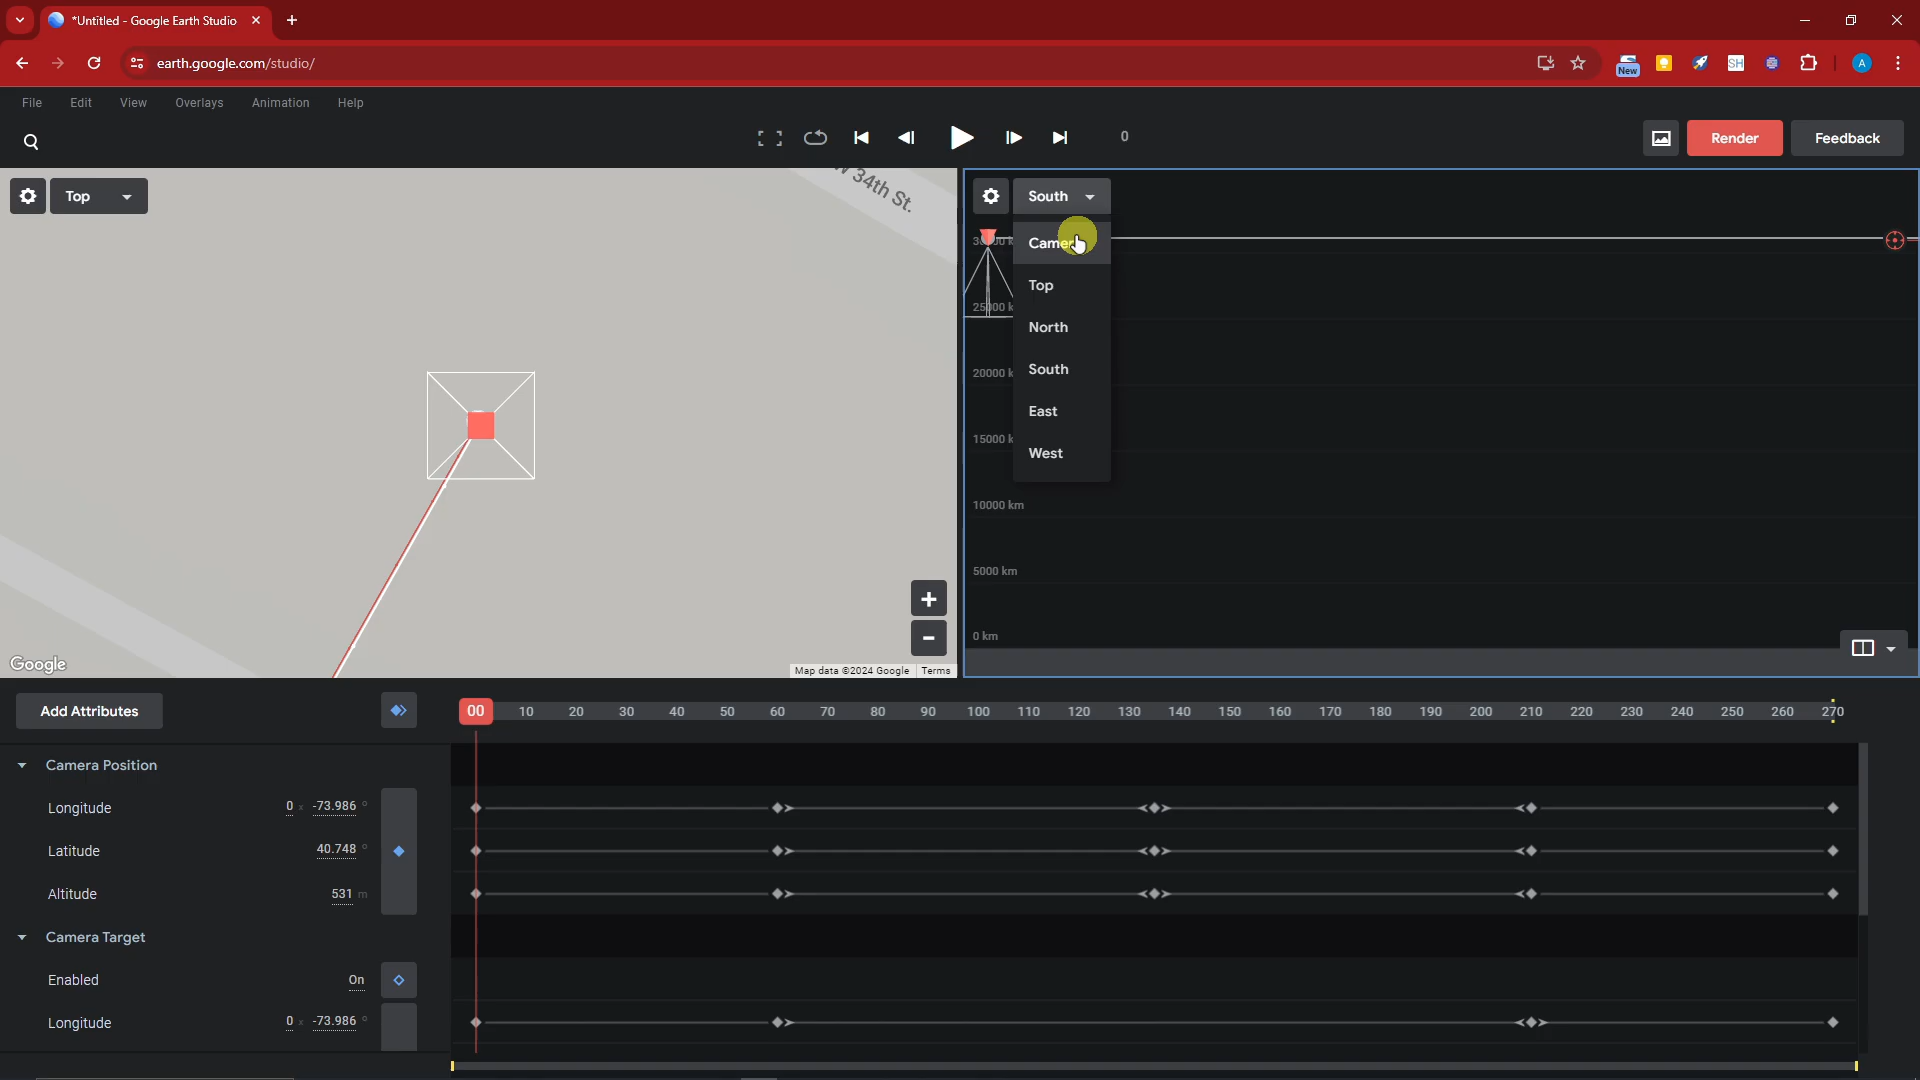 *Untitled - Google Earth Studio
earth.google.com/studio/
New
SH
A
File Edit View Overlays Animation Help
0
Render
Feedback
Top
34th St.
Google
Map data ©2024 Google Terms
South
Camer
Top
North
South
East
West
25000 k
20000 k
15000 k
10000 km
5000 km
0 km
Add Attributes
00 10 20 30 40 50 60 70 80 90 100 110 120 130 140 150 160 170 180 190 200 210 220 230 240 250 260 270
Camera Position
Longitude 0 x -73.986 °
Latitude 40.748 °
Altitude 531 m
Camera Target
Enabled On
Longitude 0 x -73.986 °